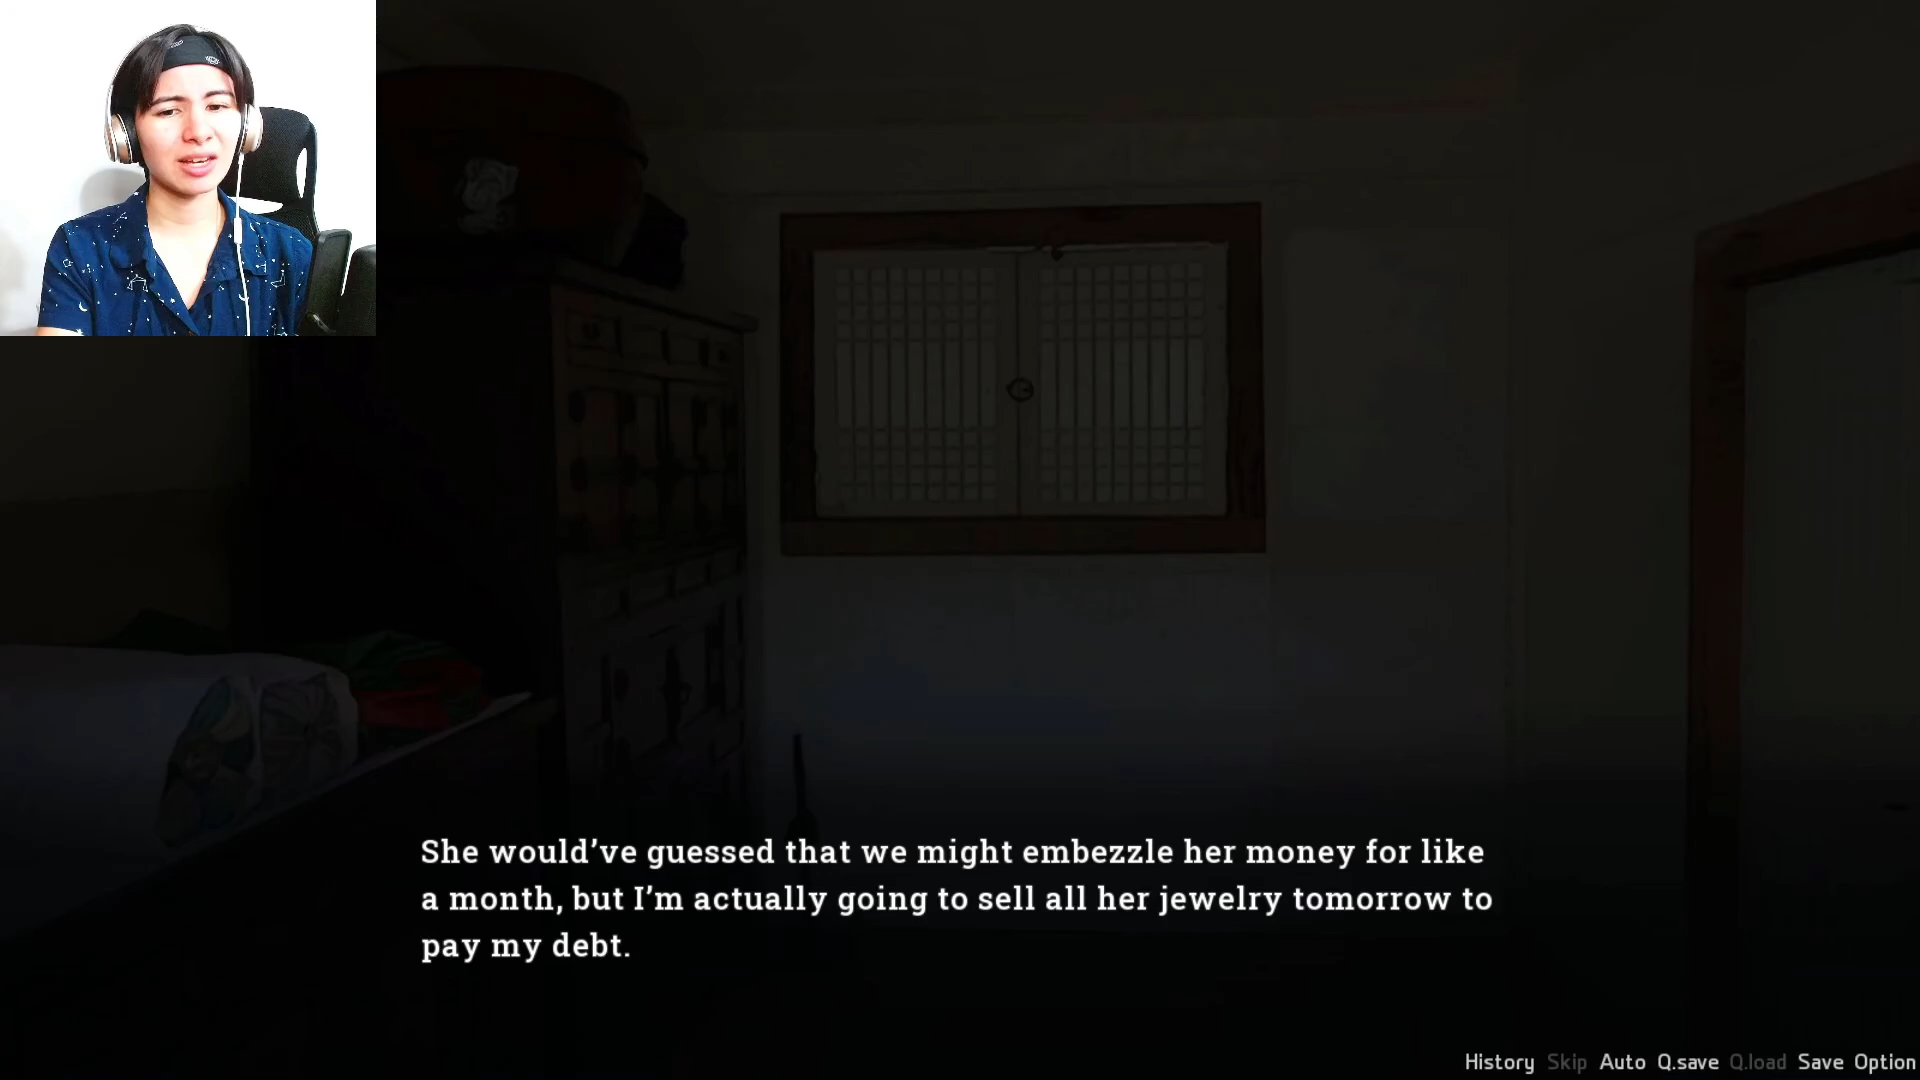 She would’ve guessed that we might embezzle her money for like
a month, but I’m actually going to sell all her jewelry tomorrow to
pay my debt.
History Skip Auto Q.save Q.load Save Option